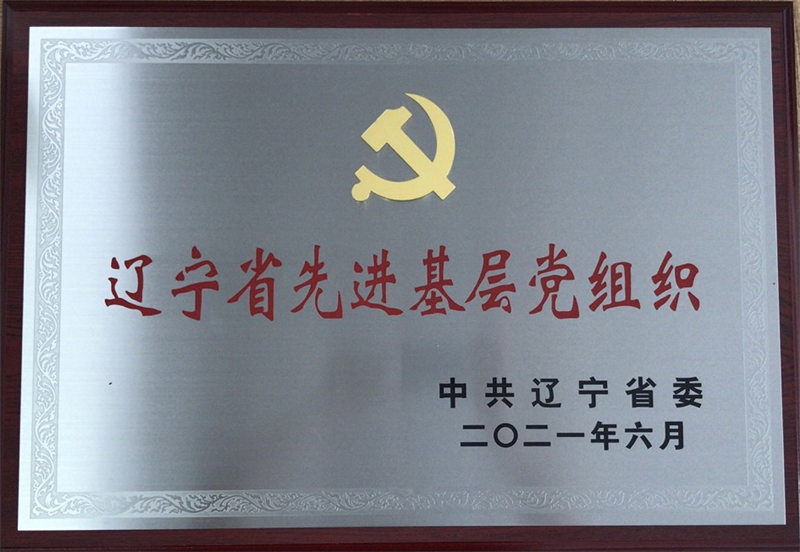 辽宁省先进基层党组织
中共辽宁省委
二〇二一年六月